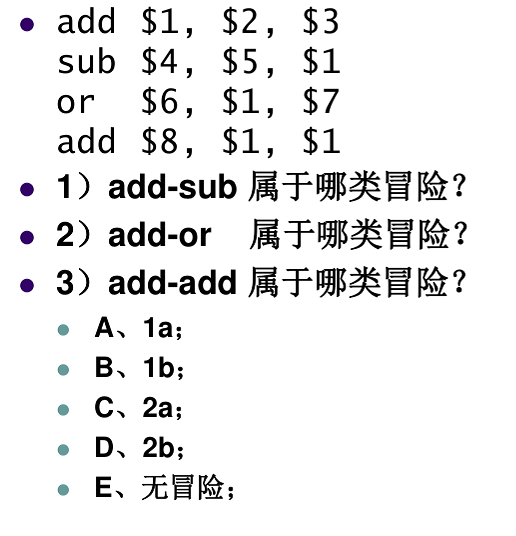 add $1, $2, $3
sub $4, $5, $1
or $6, $1, $7
add $8, $1, $1
1）add-sub 属于哪类冒险？
2）add-or 属于哪类冒险？
3）add-add 属于哪类冒险？
A、1a；
B、1b；
C、2a；
D、2b；
E、无冒险；